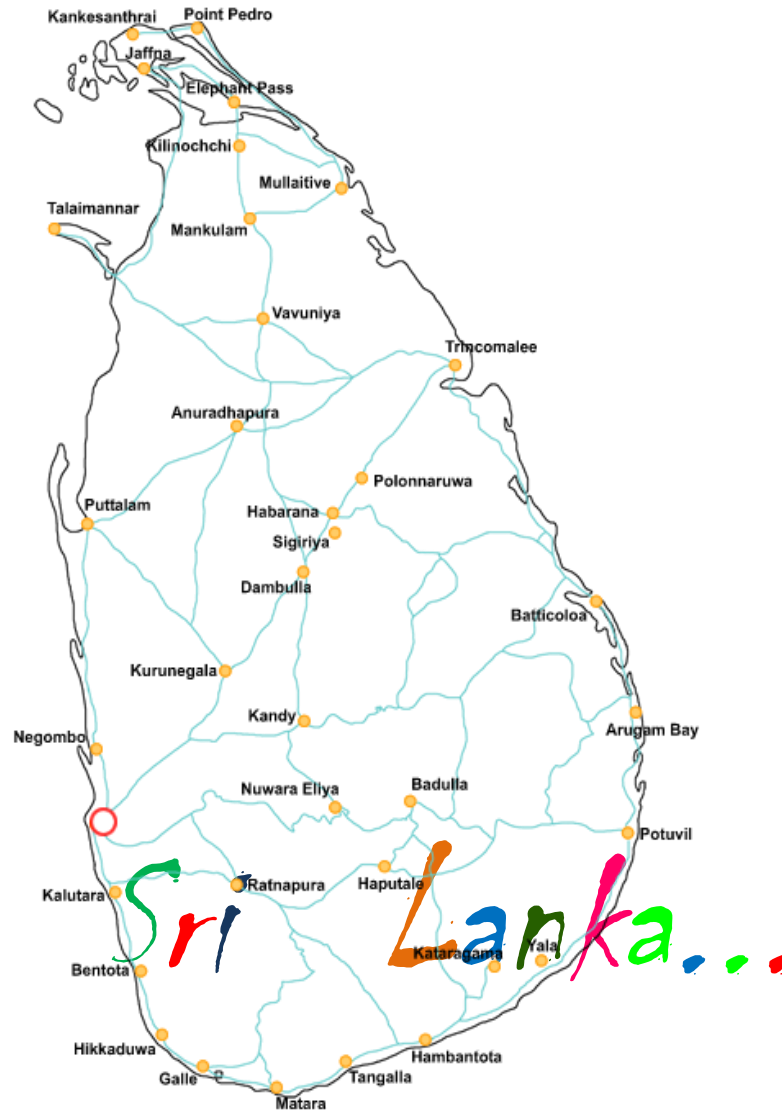 Point Pedro
Kankesanthrai
Jaffna
Elephant Pass
Kilinochchi
Mullaitive
Talaimannar
Mankulam
Vavuniya
Trincomalee
Anuradhapura
Polonnaruwa
Puttalam
Habarana
Sigiriya
Dambulla
Batticoloa
Kurunegala
Kandy
Arugam Bay
Negombo
Nuwara Eliya
Badulla
Potuvil
Sri Lanka...
Kalutara
Ratnapura
Haputale
Kataragama
Yala
Bentota
Hikkaduwa
Hambantota
Galle
Tangalla
Matara